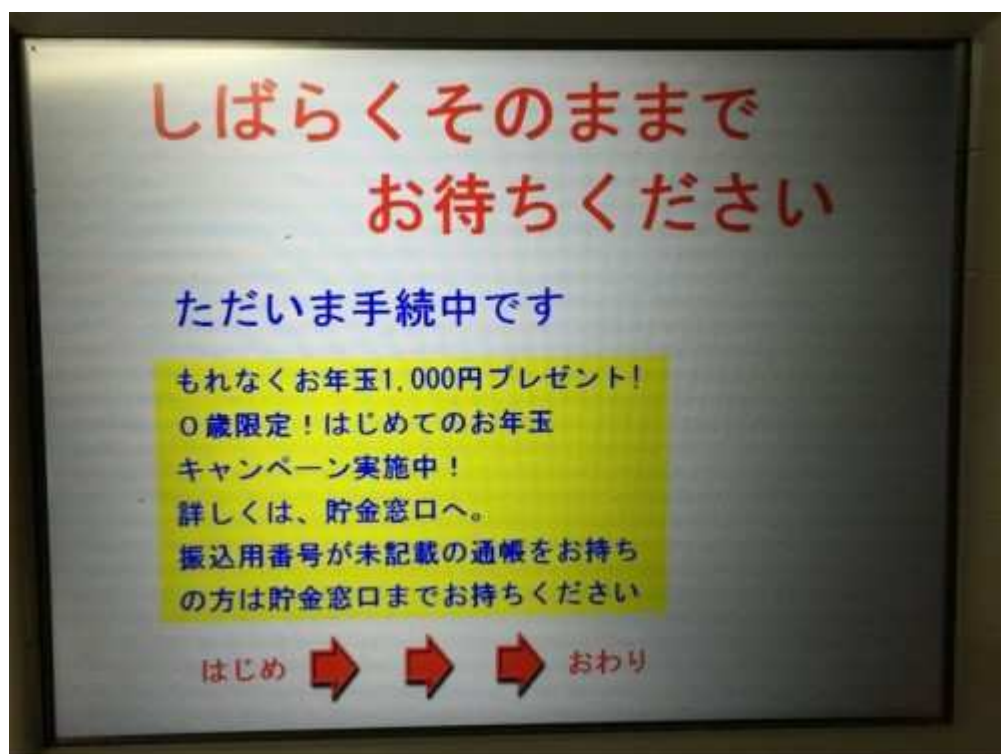 しばらくそのままで
お待ちください
ただいま手続中です
もれなくお年玉1,000円プレゼント!
0歳限定!はじめてのお年玉
キャンペーン実施中!
詳しくは、貯金窓口へ。
振込用番号が未記載の通帳をお持ち
の方は貯金窓口までお持ちください
はじめ おわり